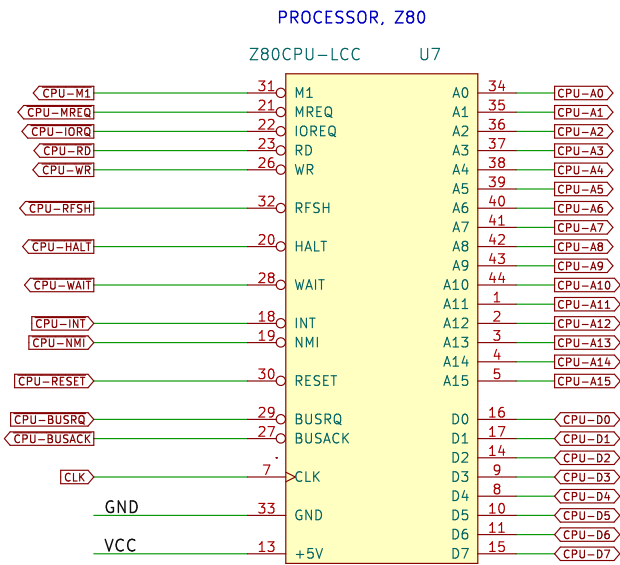 PROCESSOR, Z80
Z80CPU-LCC U7
CPU-M1 31 M1 A0 34 CPU-A0
CPU-MREQ 21 MREQ A1 35 CPU-A1
CPU-IORQ 22 IOREQ A2 36 CPU-A2
CPU-RD 23 RD A3 37 CPU-A3
CPU-WR 26 WR A4 38 CPU-A4
A5 39 CPU-A5
CPU-RFSH 32 RFSH A6 40 CPU-A6
A7 41 CPU-A7
CPU-HALT 20 HALT A8 42 CPU-A8
A9 43 CPU-A9
CPU-WAIT 28 WAIT A10 44 CPU-A10
A11 1 CPU-A11
CPU-INT 18 INT A12 2 CPU-A12
CPU-NMI 19 NMI A13 3 CPU-A13
A14 4 CPU-A14
CPU-RESET 30 RESET A15 5 CPU-A15
CPU-BUSRQ 29 BUSRQ D0 16 CPU-D0
CPU-BUSACK 27 BUSACK D1 17 CPU-D1
D2 14 CPU-D2
CLK 7 CLK D3 9 CPU-D3
D4 8 CPU-D4
GND 33 GND D5 10 CPU-D5
D6 11 CPU-D6
VCC 13 +5V D7 15 CPU-D7